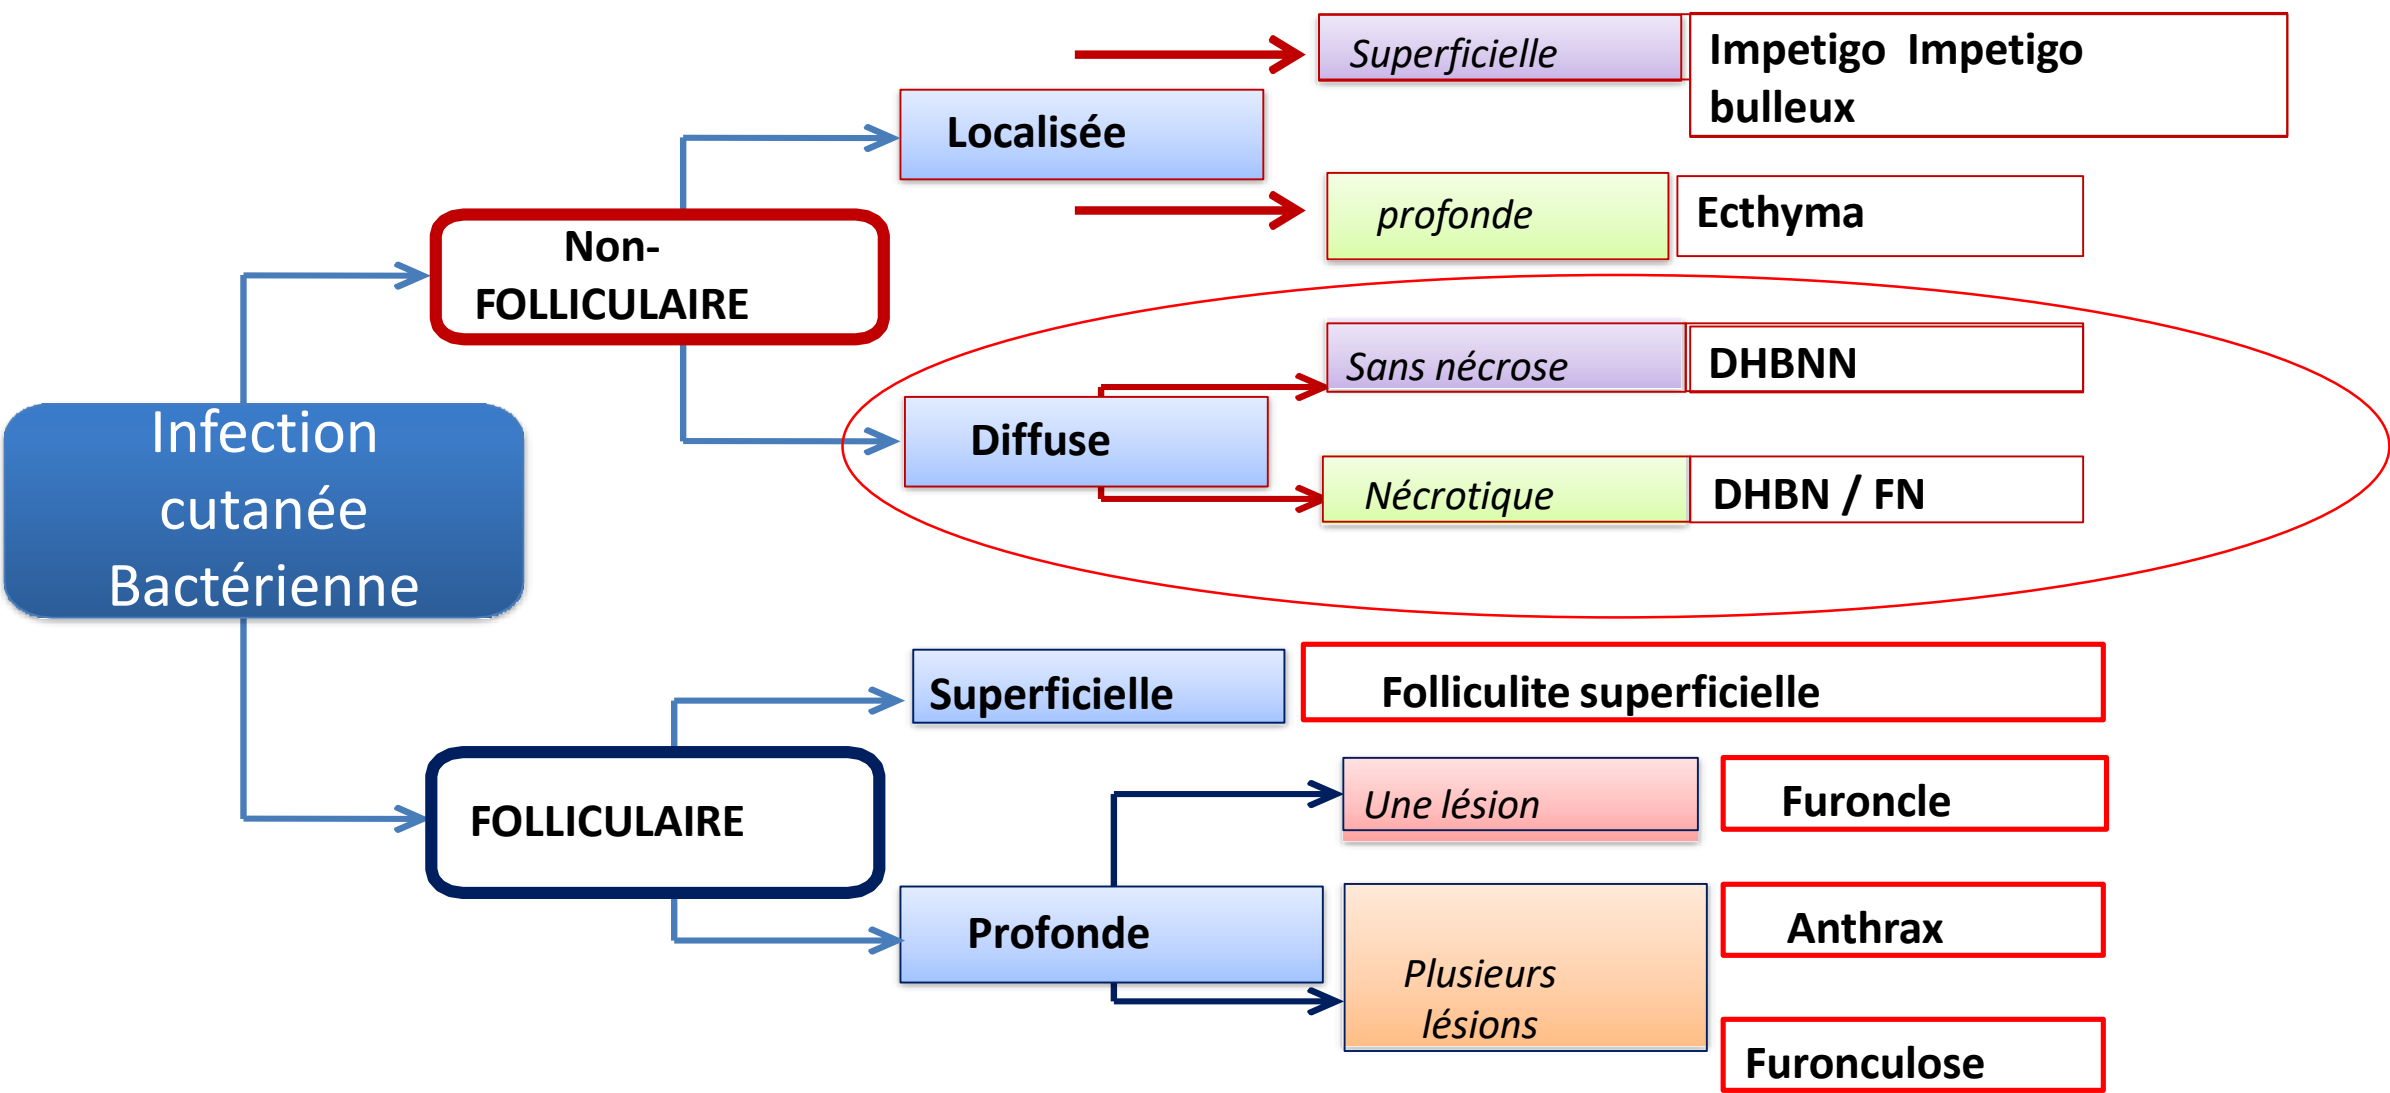 Superficielle
Impetigo Impetigo
bulleux
Localisée
profonde
Ecthyma
Non-
FOLLICULAIRE
Sans nécrose
DHBNN
Diffuse
Nécrotique
DHBN / FN
Infection
cutanée
Bactérienne
Superficielle
Folliculite superficielle
Une lésion
Furoncle
FOLLICULAIRE
Profonde
Anthrax
Plusieurs
lésions
Furonculose